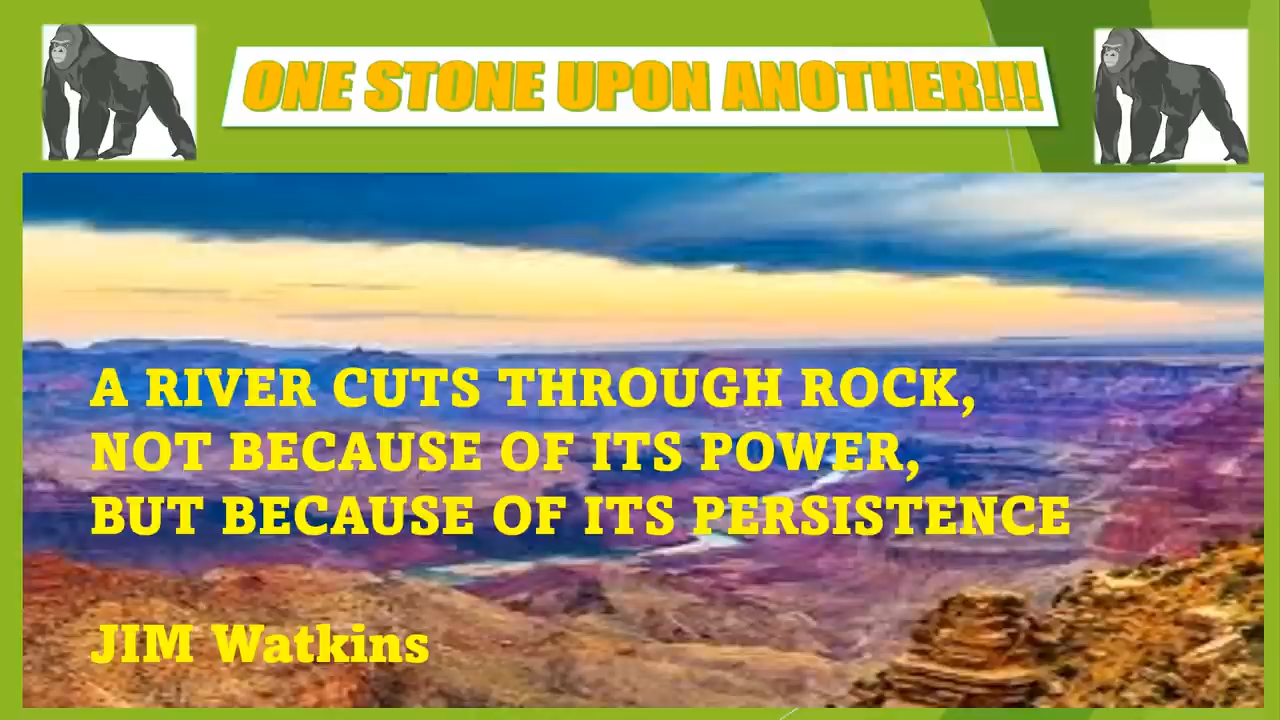 ONE STONE UPON ANOTHER!!!
A RIVER CUTS THROUGH ROCK,
NOT BECAUSE OF ITS POWER,
BUT BECAUSE OF ITS PERSISTENCE
JIM Watkins